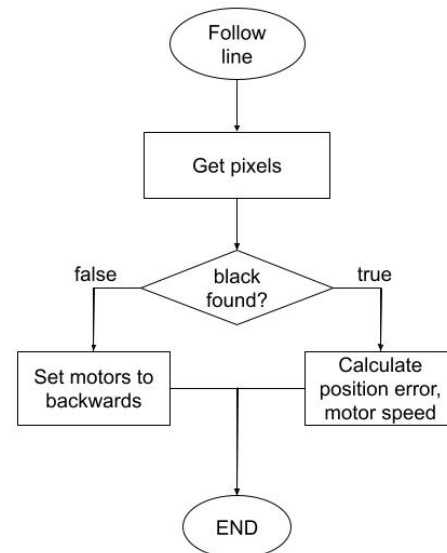 Follow
line
Get pixels
false
black
found?
true
Set motors to
backwards
Calculate
position error,
motor speed
END